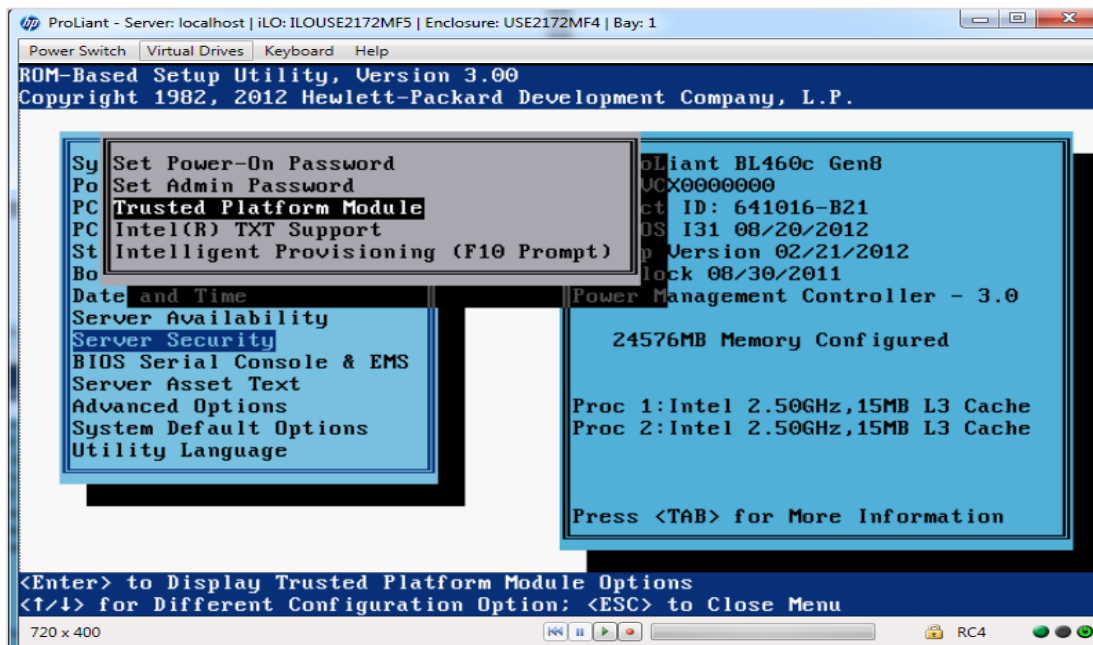 ProLiant - Server: localhost | iLO: ILOUSE2172MF5 | Enclosure: USE2172MF4 | Bay: 1
Power Switch Virtual Drives Keyboard Help
ROM-Based Setup Utility, Version 3.00
Copyright 1982, 2012 Hewlett-Packard Development Company, L.P.
Set Power-On Password
Set Admin Password
Trusted Platform Module
Intel(R) TXT Support
Intelligent Provisioning (F10 Prompt)
Sy
Po
PC
PC
St
Bo
Date and Time
Server Availability
Server Security
BIOS Serial Console & EMS
Server Asset Text
Advanced Options
System Default Options
Utility Language
oLiant BL460c Gen8
VCX0000000
ct ID: 641016-B21
OS I31 08/20/2012
p Version 02/21/2012
lock 08/30/2011
Power Management Controller - 3.0
24576MB Memory Configured
Proc 1:Intel 2.50GHz,15MB L3 Cache
Proc 2:Intel 2.50GHz,15MB L3 Cache
Press <TAB> for More Information
<Enter> to Display Trusted Platform Module Options
<↑/↓> for Different Configuration Option; <ESC> to Close Menu
720 x 400
RC4